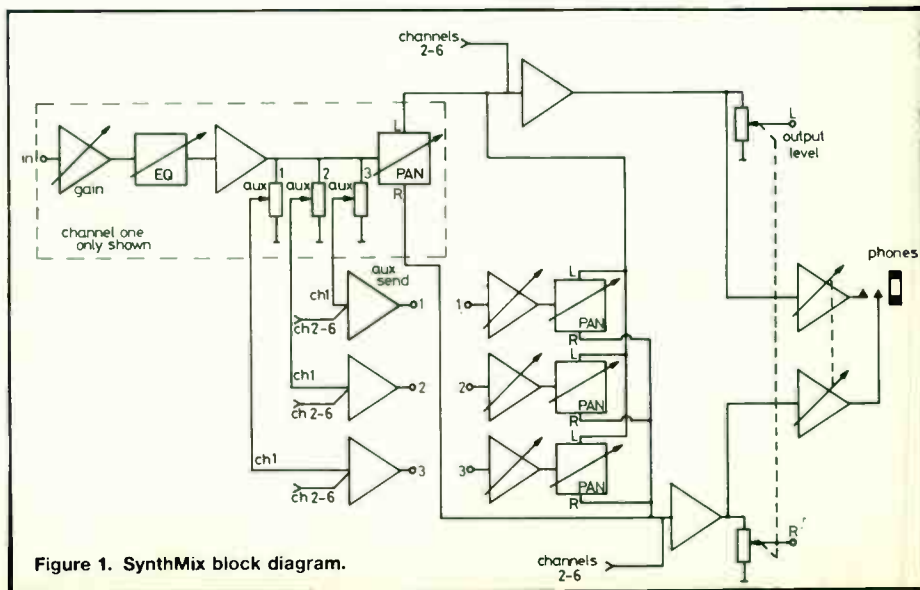 channels
2-6
in
gain
EQ
1
2
3
aux
aux
aux
L
PAN
R
channel one
only shown
L
output
level
phones
aux
send
ch1
1
ch 2-6
ch1
2
ch 2-6
ch1
3
ch 2-6
1
L
PAN
R
2
L
PAN
R
3
L
PAN
R
R
channels
2-6
Figure 1. SynthMix block diagram.